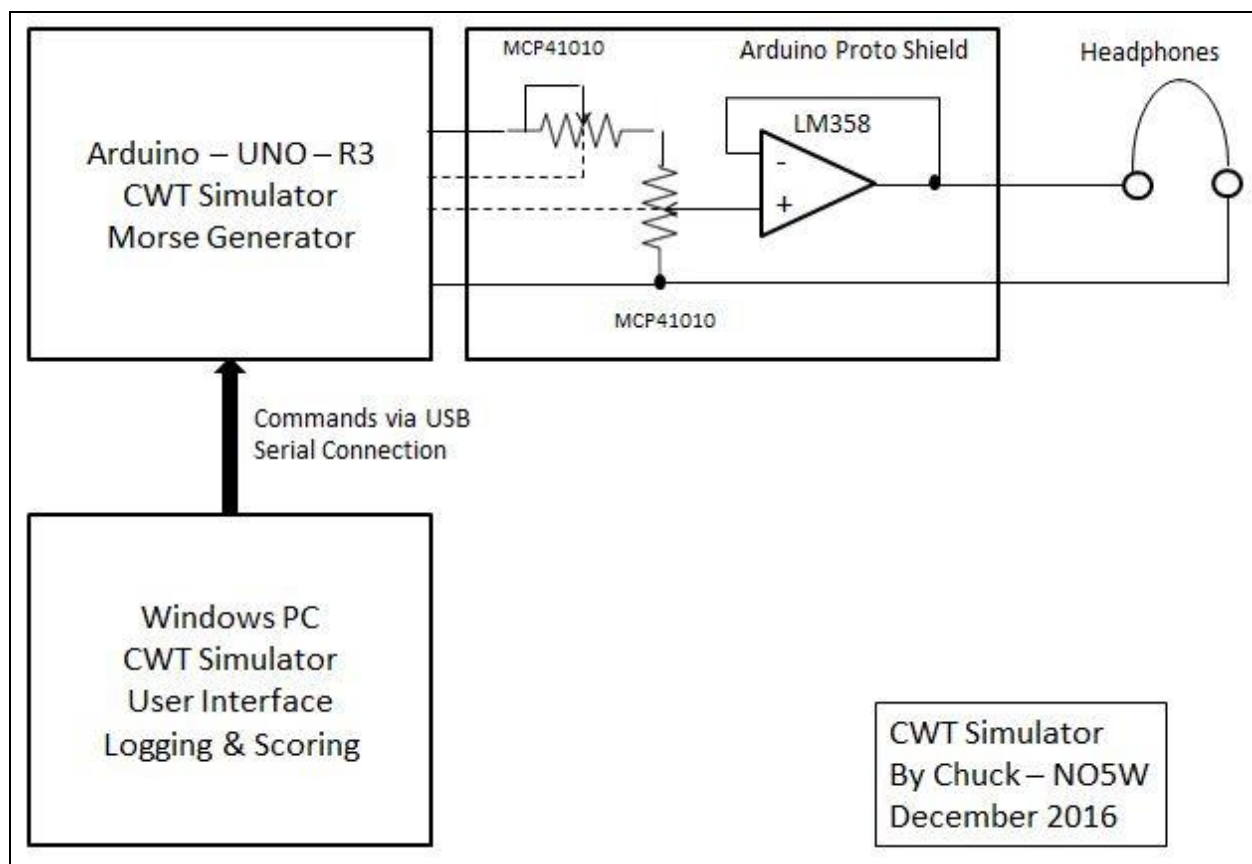 Arduino – UNO – R3
CWT Simulator
Morse Generator
MCP41010
Arduino Proto Shield
LM358
-
+
MCP41010
Headphones
Commands via USB
Serial Connection
Windows PC
CWT Simulator
User Interface
Logging & Scoring
CWT Simulator
By Chuck – NO5W
December 2016